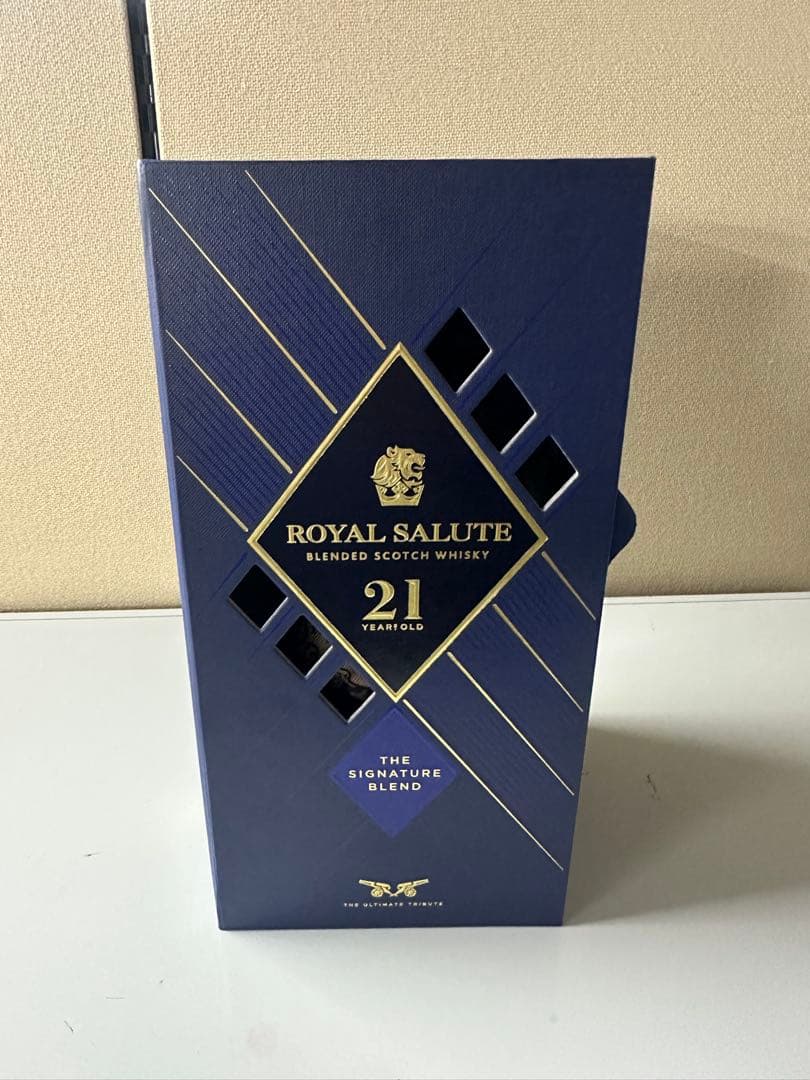 ROYAL SALUTE
BLENDED SCOTCH WHISKY
21
YEARS OLD
THE
SIGNATURE
BLEND
THE ULTIMATE TRIBUTE